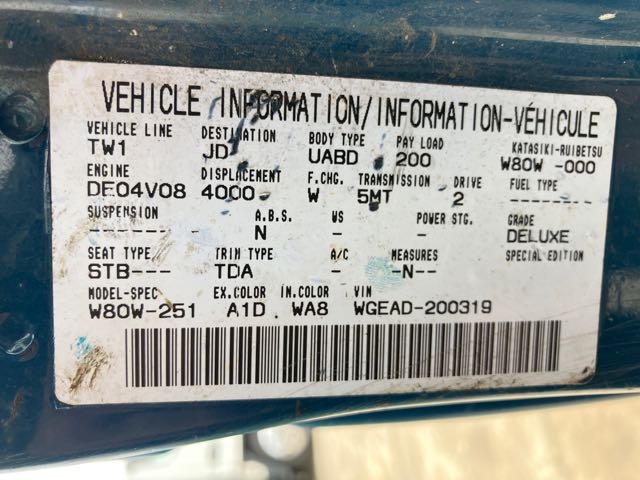 VEHICLE INFORMATION/INFORMATION-VÉHICULE
VEHICLE LINE DESTINATION BODY TYPE PAY LOAD KATASIKI-RUIBETSU
TW1 JD UABD 200 W80W -000
ENGINE DISPLACEMENT F.CHG. TRANSMISSION DRIVE FUEL TYPE
DE04V08 4000 W 5MT 2 -------
SUSPENSION A.B.S. WS POWER STG. GRADE
------- N - ------ DELUXE
SEAT TYPE TRIM TYPE A/C MEASURES SPECIAL EDITION
STB--- TDA - -N--
MODEL-SPEC EX.COLOR IN.COLOR VIN
W80W-251 A1D WA8 WGEAD-200319